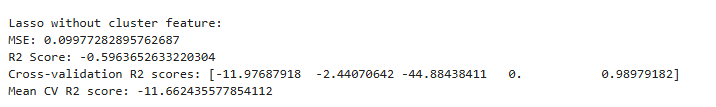 Lasso without cluster feature:
MSE: 0.09977282895762687
R2 Score: -0.5963652633220304
Cross-validation R2 scores: [-11.97687918  -2.44070642 -44.88438411   0.           0.98979182]
Mean CV R2 score: -11.662435577854112